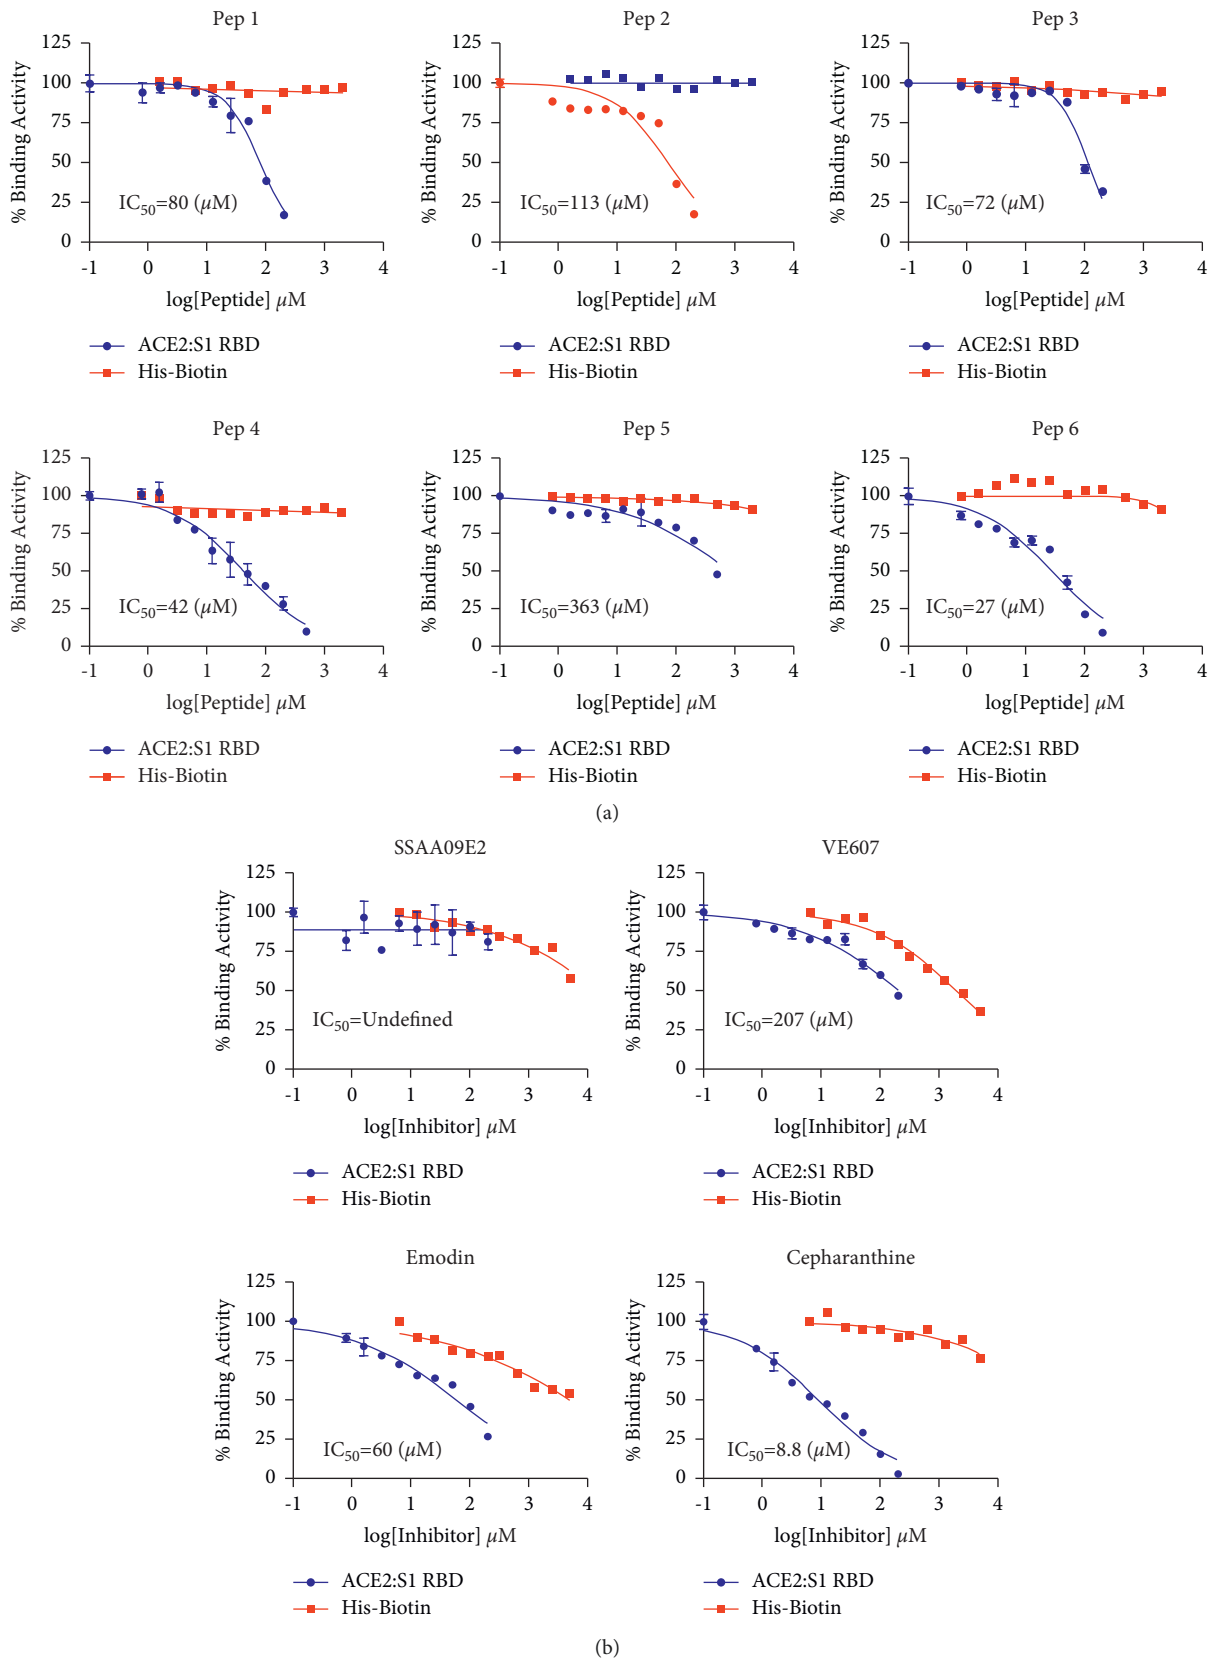 Pep 1
% Binding Activity
125
100
75
50
25
0
IC50=80 (µM)
-1 0 1 2 3 4
log[Peptide] µM
ACE2:S1 RBD
His-Biotin
Pep 2
% Binding Activity
125
100
75
50
25
0
IC50=113 (µM)
-1 0 1 2 3 4
log[Peptide] µM
ACE2:S1 RBD
His-Biotin
Pep 3
% Binding Activity
125
100
75
50
25
0
IC50=72 (µM)
-1 0 1 2 3 4
log[Peptide] µM
ACE2:S1 RBD
His-Biotin
Pep 4
% Binding Activity
125
100
75
50
25
0
IC50=42 (µM)
-1 0 1 2 3 4
log[Peptide] µM
ACE2:S1 RBD
His-Biotin
Pep 5
% Binding Activity
125
100
75
50
25
0
IC50=363 (µM)
-1 0 1 2 3 4
log[Peptide] µM
ACE2:S1 RBD
His-Biotin
Pep 6
% Binding Activity
125
100
75
50
25
0
IC50=27 (µM)
-1 0 1 2 3 4
log[Peptide] µM
ACE2:S1 RBD
His-Biotin
(a)
SSAA09E2
% Binding Activity
125
100
75
50
25
0
IC50=Undefined
-1 0 1 2 3 4
log[Inhibitor] µM
ACE2:S1 RBD
His-Biotin
VE607
% Binding Activity
125
100
75
50
25
0
IC50=207 (µM)
-1 0 1 2 3 4
log[Inhibitor] µM
ACE2:S1 RBD
His-Biotin
Emodin
% Binding Activity
125
100
75
50
25
0
IC50=60 (µM)
-1 0 1 2 3 4
log[Inhibitor] µM
ACE2:S1 RBD
His-Biotin
Cepharanthine
% Binding Activity
125
100
75
50
25
0
IC50=8.8 (µM)
-1 0 1 2 3 4
log[Inhibitor] µM
ACE2:S1 RBD
His-Biotin
(b)